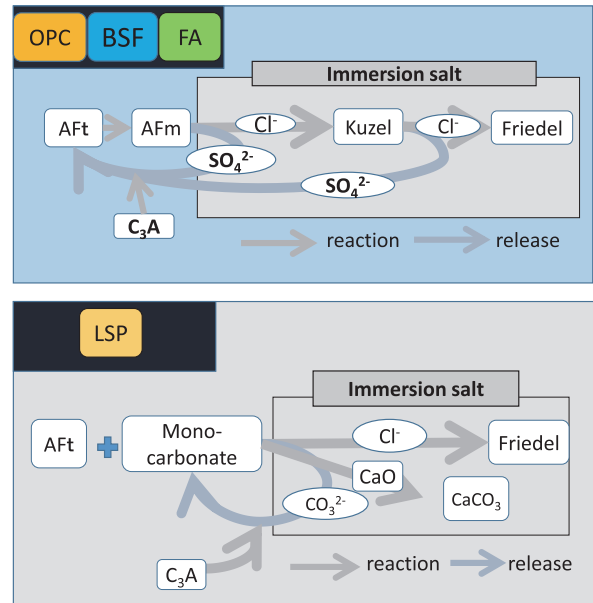 OPC BSF FA
Immersion salt
AFt AFm Cl⁻ Kuzel Cl⁻ Friedel
SO₄²⁻
SO₄²⁻
C₃A
reaction release
LSP
Immersion salt
AFt Mono-
carbonate
Cl⁻ Friedel
CaO
CO₃²⁻ CaCO₃
C₃A reaction release